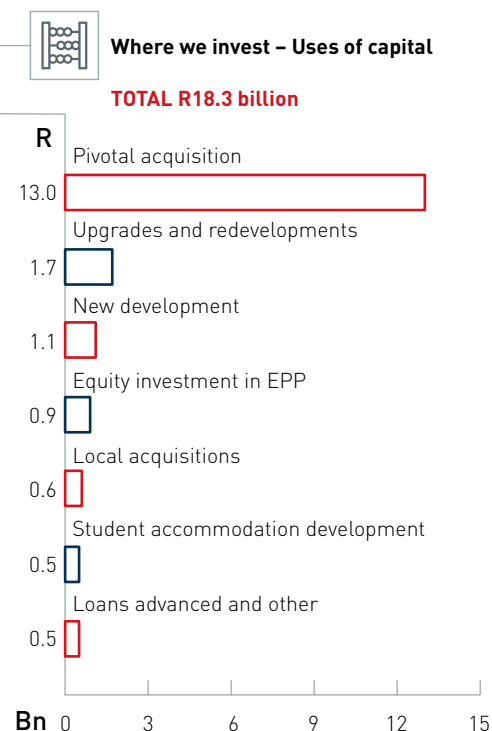 Where we invest – Uses of capital
TOTAL R18.3 billion
R
Pivotal acquisition
13.0
Upgrades and redevelopments
1.7
New development
1.1
Equity investment in EPP
0.9
Local acquisitions
0.6
Student accommodation development
0.5
Loans advanced and other
0.5
Bn 0 3 6 9 12 15